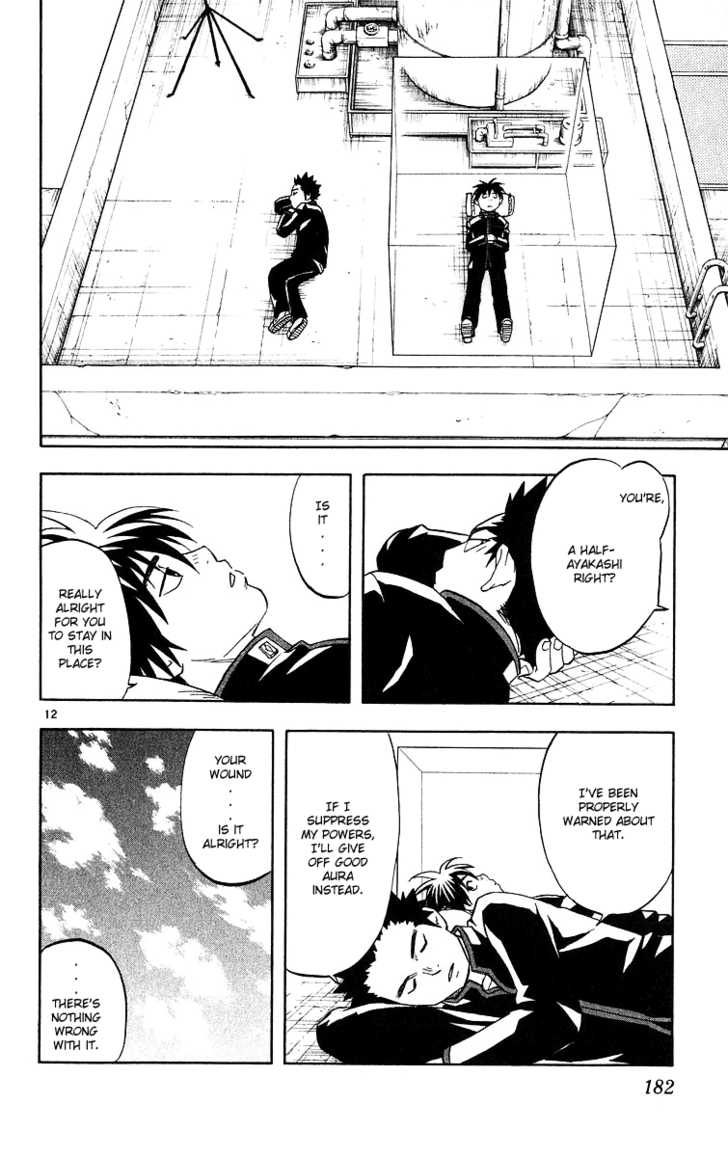 YOU'RE,
A HALF-
AYAKASHI
RIGHT?
IS
IT
.
.
.
REALLY
ALRIGHT
FOR YOU
TO STAY IN
THIS
PLACE?
12
I'VE BEEN
PROPERLY
WARNED ABOUT
THAT.
IF I
SUPPRESS
MY POWERS,
I'LL GIVE
OFF GOOD
AURA
INSTEAD.
YOUR
WOUND
.
.
.
IS IT
ALRIGHT?
.
.
.
THERE'S
NOTHING
WRONG
WITH IT.
182